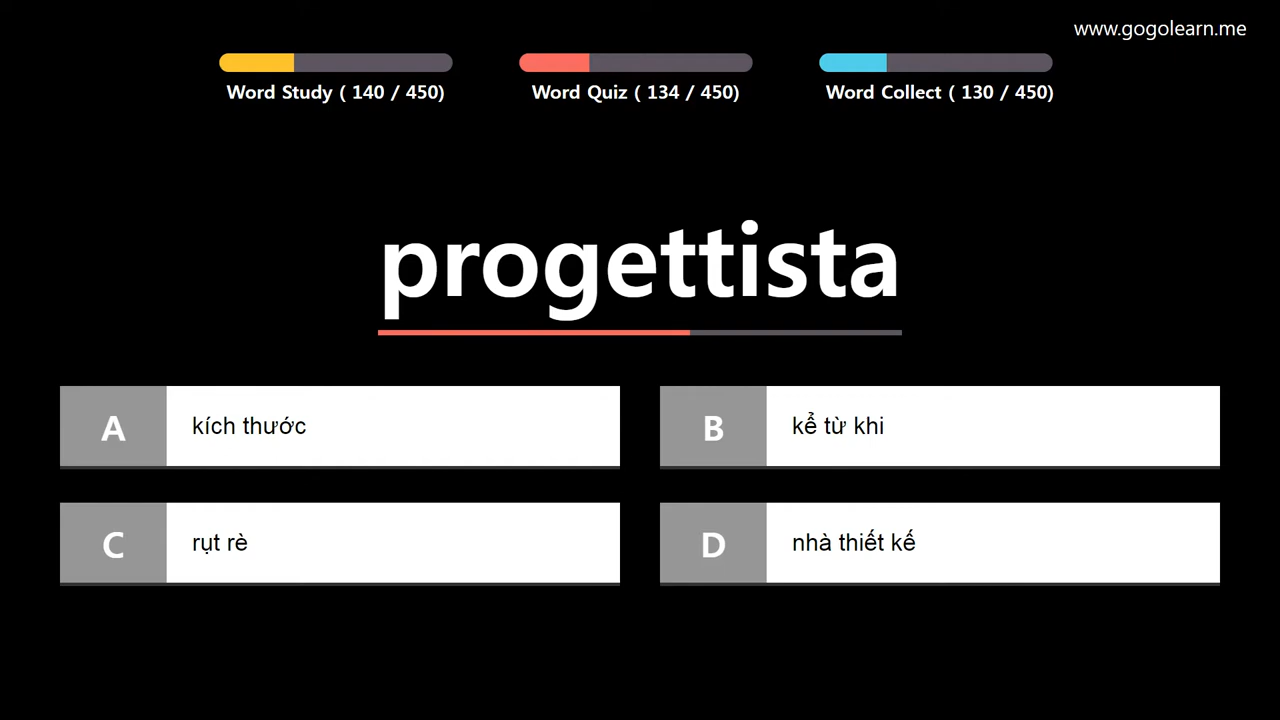 www.gogolearn.me
Word Study ( 140 / 450)
Word Quiz ( 134 / 450)
Word Collect ( 130 / 450)
progettista
A kích thước
B kể từ khi
C rụt rè
D nhà thiết kế